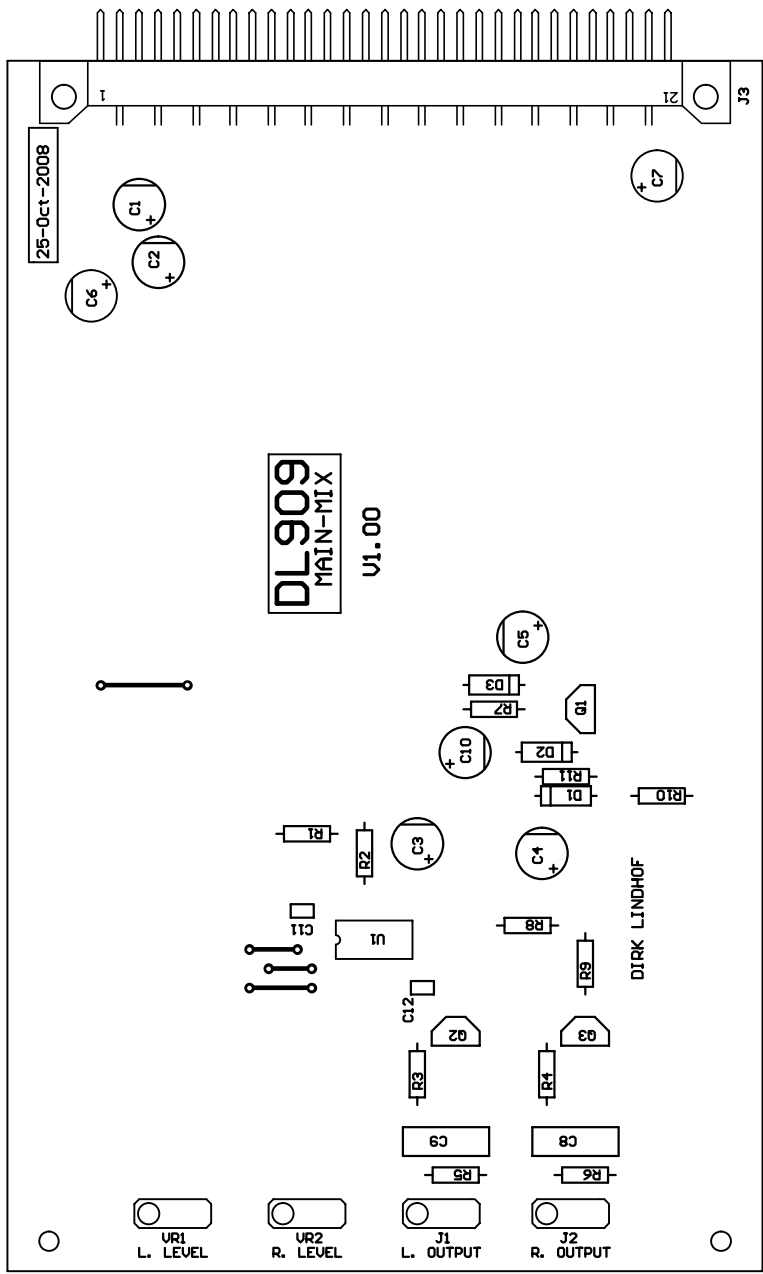 1
21
J3
25-Oct-2008
C1
C7
C2
C6
DL909
MAIN-MIX
V1.00
C5
D3
R7
Q1
C10
D2
R11
D1
R10
R1
R2
C3
C4
C11
U1
R8
DIRK LINDHOF
R9
C12
Q2
Q3
R3
R4
C9
C8
R5
R6
VR1
L. LEVEL
VR2
R. LEVEL
J1
L. OUTPUT
J2
R. OUTPUT